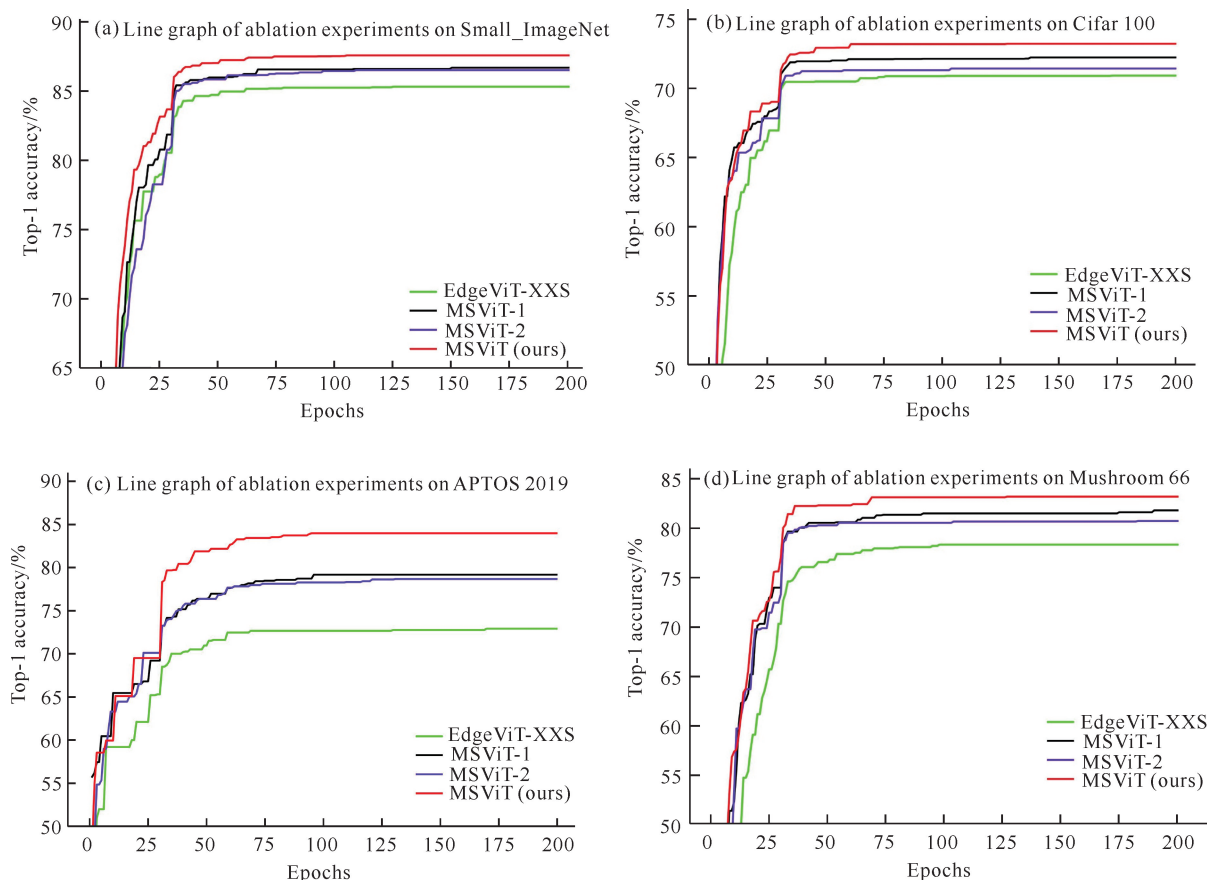 (a) Line graph of ablation experiments on Small_ImageNet
90
85
80
75
70
65
Top-1 accuracy/%
0 25 50 75 100 125 150 175 200
Epochs
EdgeViT-XXS
MSViT-1
MSViT-2
MSViT (ours)
(b) Line graph of ablation experiments on Cifar 100
75
70
65
60
55
50
Top-1 accuracy/%
0 25 50 75 100 125 150 175 200
Epochs
EdgeViT-XXS
MSViT-1
MSViT-2
MSViT (ours)
(c) Line graph of ablation experiments on APTOS 2019
90
85
80
75
70
65
60
55
50
Top-1 accuracy/%
0 25 50 75 100 125 150 175 200
Epochs
EdgeViT-XXS
MSViT-1
MSViT-2
MSViT (ours)
(d) Line graph of ablation experiments on Mushroom 66
85
80
75
70
65
60
55
50
Top-1 accuracy/%
0 25 50 75 100 125 150 175 200
Epochs
EdgeViT-XXS
MSViT-1
MSViT-2
MSViT (ours)